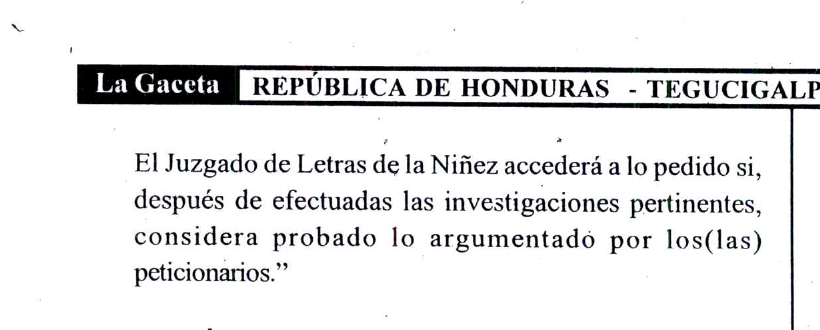 La Gaceta REPÚBLICA DE HONDURAS - TEGUCIGALP
El Juzgado de Letras de la Niñez accederá a lo pedido si,
después de efectuadas las investigaciones pertinentes,
considera probado lo argumentado por los(las)
peticionarios.”